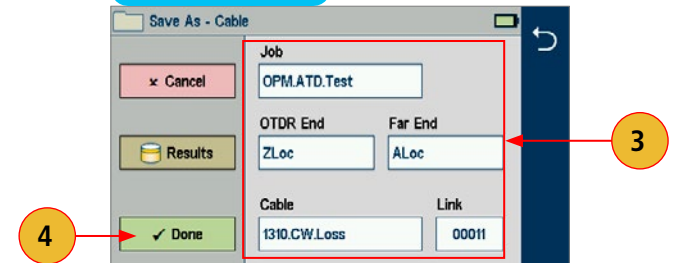 Save As - Cable
Job
× Cancel
OPM.ATD.Test
OTDR End Far End
3
Results
ZLoc ALoc
Cable Link
4
✓ Done
1310.CW.Loss 00011